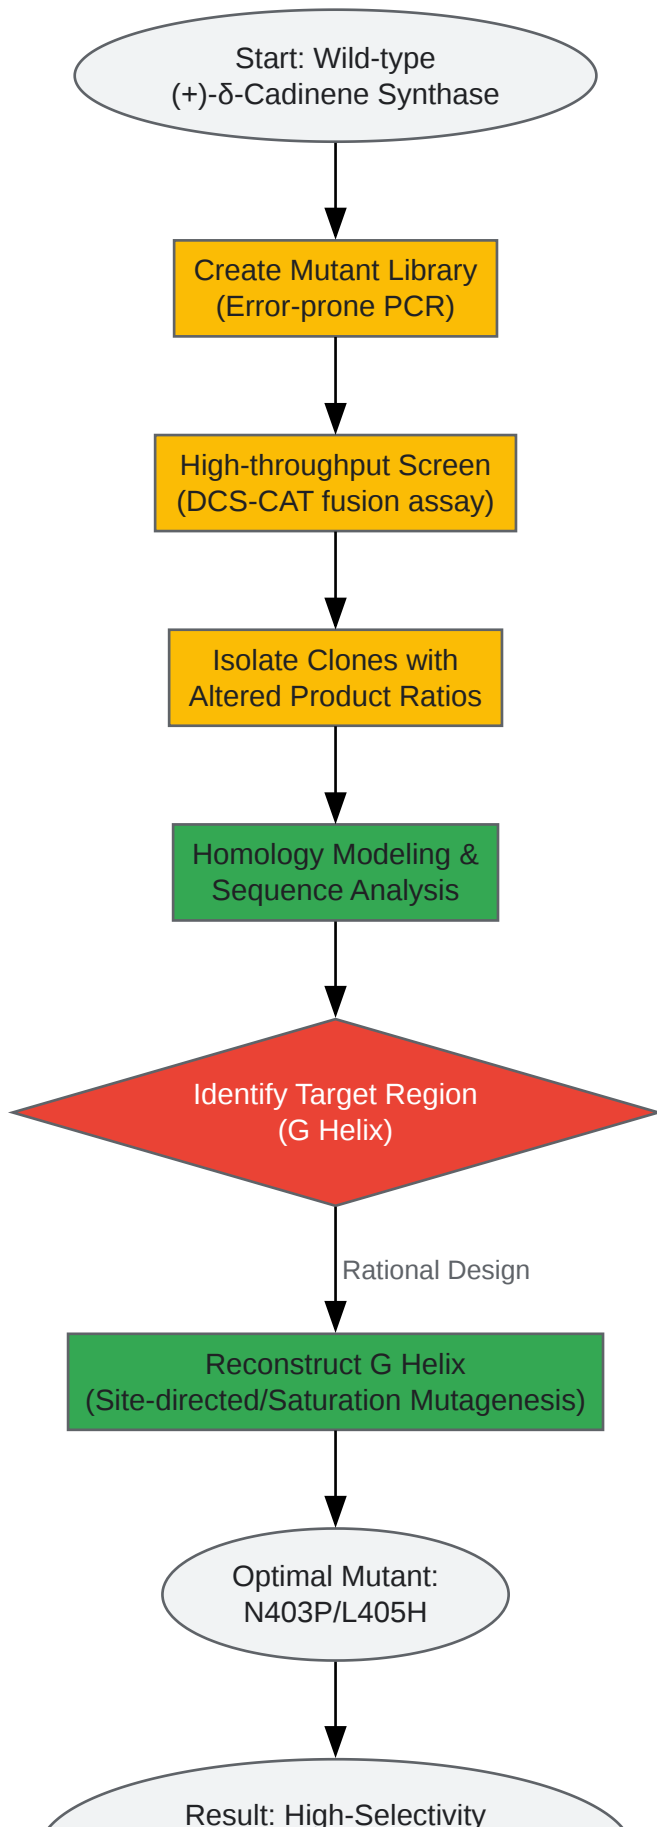 Start: Wild-type
(+)-δ-Cadinene Synthase
Create Mutant Library
(Error-prone PCR)
High-throughput Screen
(DCS-CAT fusion assay)
Isolate Clones with
Altered Product Ratios
Homology Modeling &
Sequence Analysis
Identify Target Region
(G Helix)
Rational Design
Reconstruct G Helix
(Site-directed/Saturation Mutagenesis)
Optimal Mutant:
N403P/L405H
Result: High-Selectivity